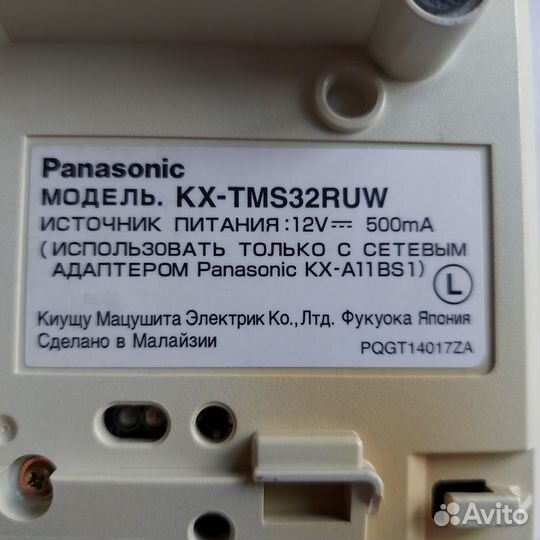 Panasonic
МОДЕЛЬ. KX-TMS32RUW
ИСТОЧНИК ПИТАНИЯ:12V⎓ 500mA
(ИСПОЛЬЗОВАТЬ ТОЛЬКО С СЕТЕВЫМ
АДАПТЕРОМ Panasonic KX-A11BS1)
L
Киущу Мацушита Электрик Ко.,Лтд. Фукуока Япония
Сделано в Малайзии
PQGT14017ZA
Avito